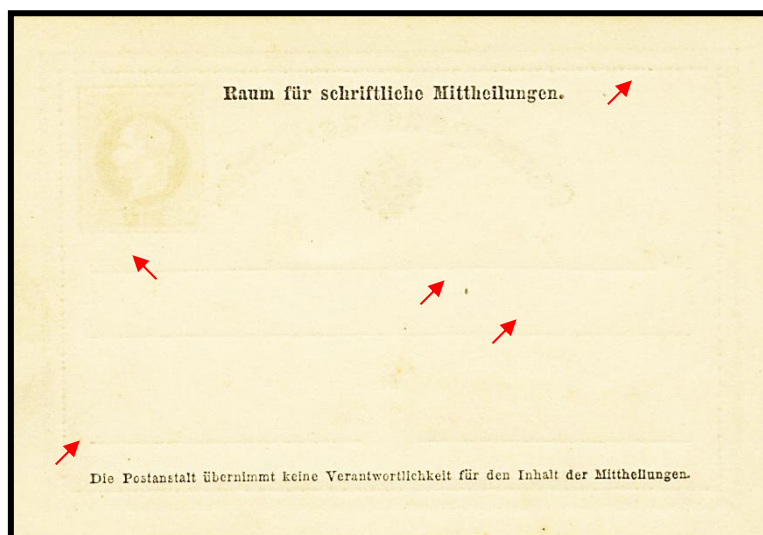 Raum für schriftliche Mittheilungen.
Die Postanstalt übernimmt keine Verantwortlichkeit für den Inhalt der Mittheilungen.